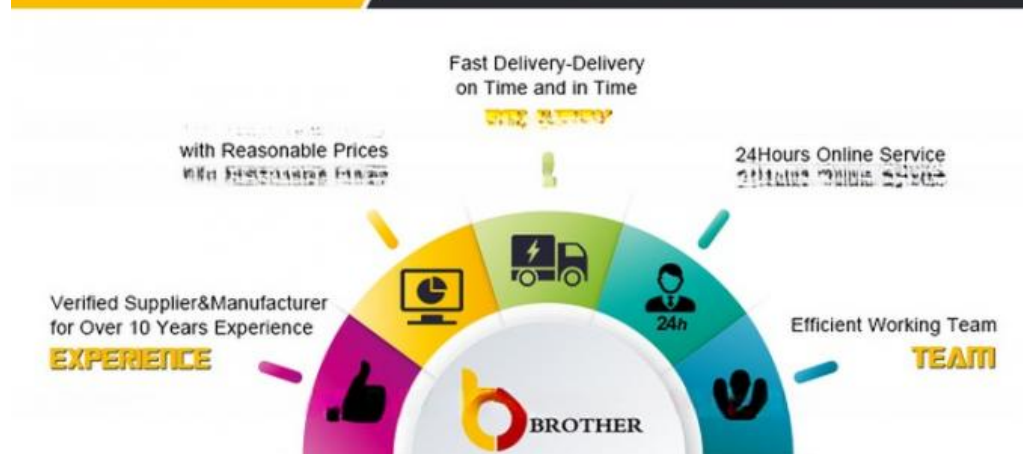 Fast Delivery-Delivery
on Time and in Time
with Reasonable Prices
24Hours Online Service
Verified Supplier&Manufacturer
for Over 10 Years Experience
EXPERIENCE
24h
Efficient Working Team
TEAM
BROTHER